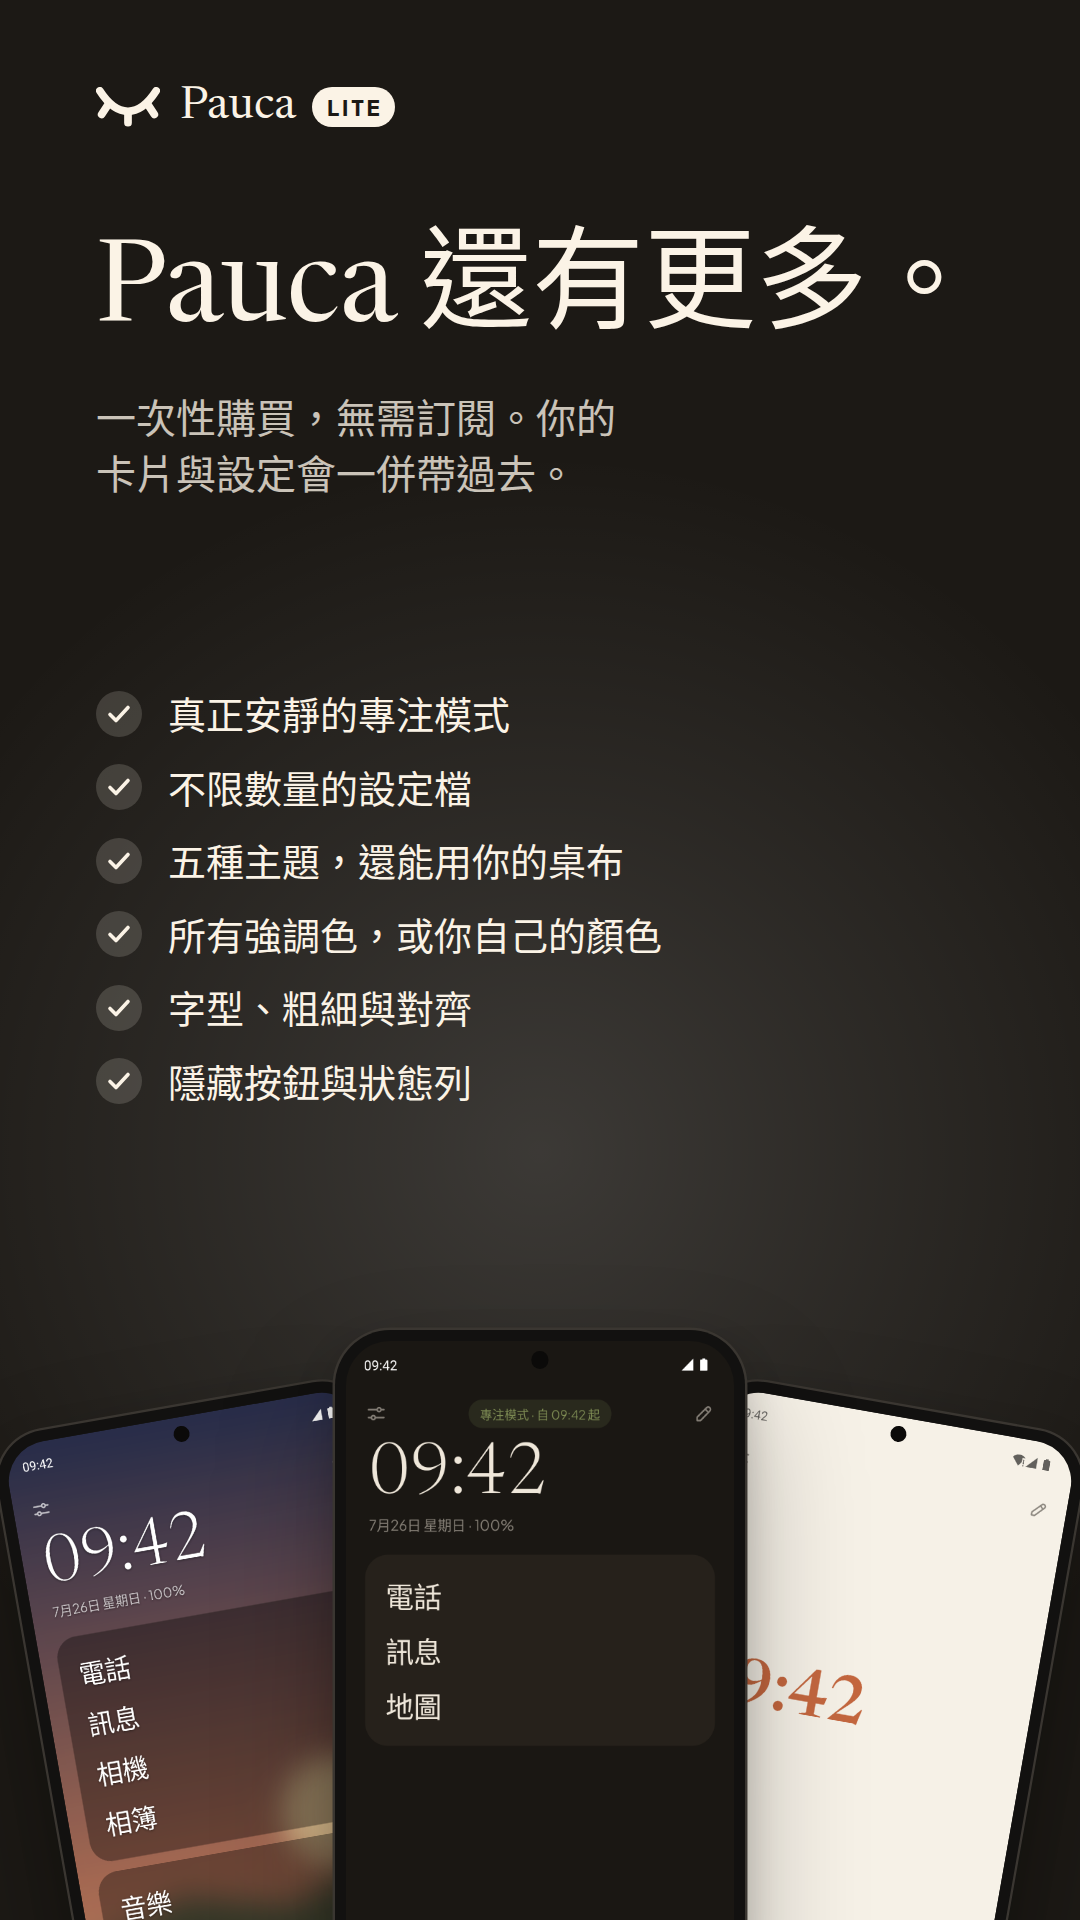 Pauca LITE
Pauca 還有更多。
一次性購買，無需訂閱。你的
卡片與設定會一併帶過去。
真正安靜的專注模式
不限數量的設定檔
五種主題，還能用你的桌布
所有強調色，或你自己的顏色
字型、粗細與對齊
隱藏按鈕與狀態列
09:42
09:42
7月26日 星期日 · 100%
電話
訊息
相機
相簿
音樂
09:42
專注模式 · 自 09:42 起
09:42
7月26日 星期日 · 100%
電話
訊息
地圖
9:42
9:42